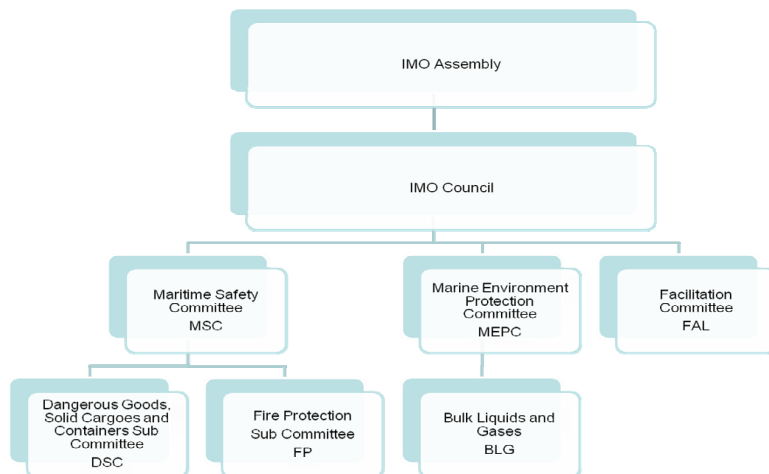 IMO Assembly
IMO Council
Maritime Safety
Committee
MSC
Marine Environment
Protection
Committee
MEPC
Facilitation
Committee
FAL
Dangerous Goods,
Solid Cargoes and
Containers Sub
Committee
DSC
Fire Protection
Sub Committee
FP
Bulk Liquids and
Gases
BLG